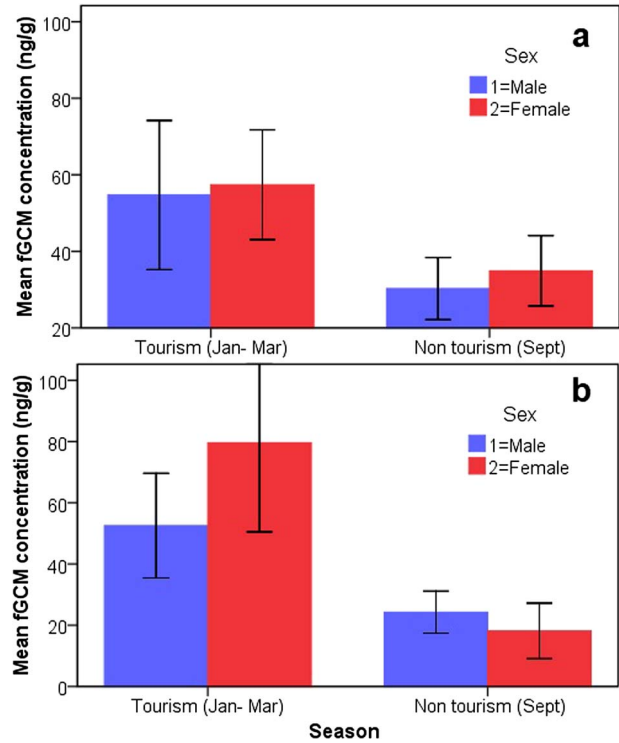 Mean fGCM concentration (ng/g)
100
80
60
40
20
a
Sex
1=Male
2=Female
Tourism (Jan- Mar)
Non tourism (Sept)
Mean fGCM concentration (ng/g)
100
80
60
40
20
0
b
Sex
1=Male
2=Female
Tourism (Jan- Mar)
Non tourism (Sept)
Season